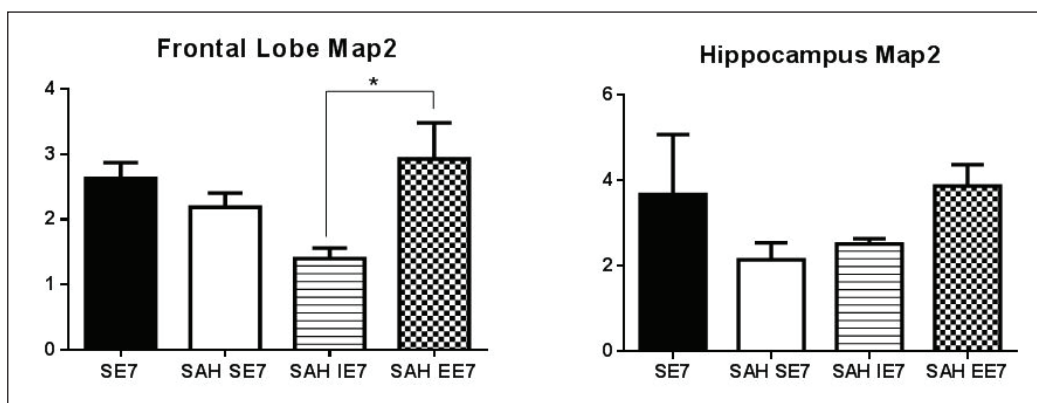 Frontal Lobe Map2
4
3
2
1
0
*
SE7 SAH SE7 SAH IE7 SAH EE7
Hippocampus Map2
6
4
2
0
SE7 SAH SE7 SAH IE7 SAH EE7